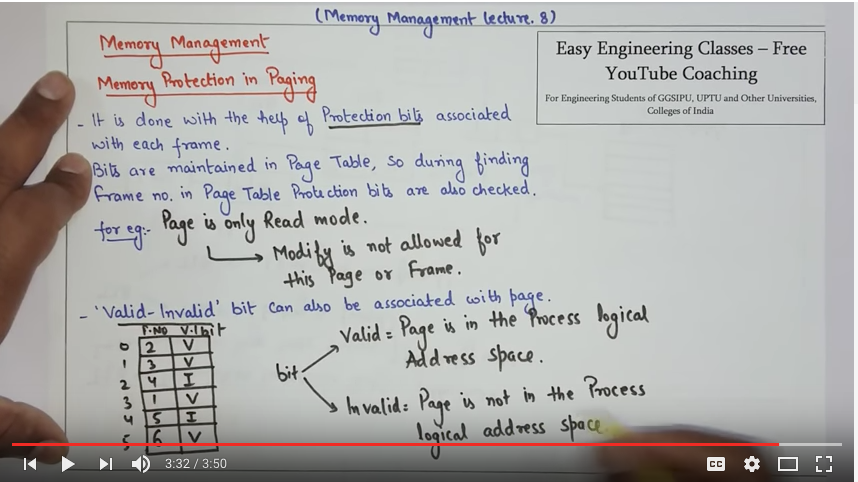 (Memory Management lecture. 8)
Memory Management
Memory Protection in Paging
Easy Engineering Classes – Free
YouTube Coaching
For Engineering Students of GGSIPU, UPTU and Other Universities,
Colleges of India
- It is done with the help of Protection bits associated
with each frame.
Bits are maintained in Page Table, so during finding
frame no. in Page Table Protection bits are also checked.
for eg:- Page is only Read mode.
Modify is not allowed for
this Page or Frame.
- 'Valid-Invalid' bit can also be associated with page.
F.No V.I bit
0 2 V
1 3 V
2 4 I
3 1 V
4 5 I
5 6 V
bit
Valid = Page is in the Process logical
Address space.
Invalid = Page is not in the Process
logical address space.
3:32 / 3:50
CC